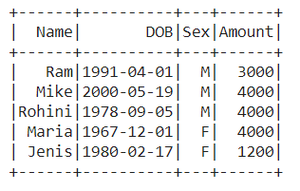 +------+----------+---+------+
|  Name|       DOB|Sex|Amount|
+------+----------+---+------+
|   Ram|1991-04-01|  M|  3000|
|  Mike|2000-05-19|  M|  4000|
|Rohini|1978-09-05|  M|  4000|
| Maria|1967-12-01|  F|  4000|
| Jenis|1980-02-17|  F|  1200|
+------+----------+---+------+